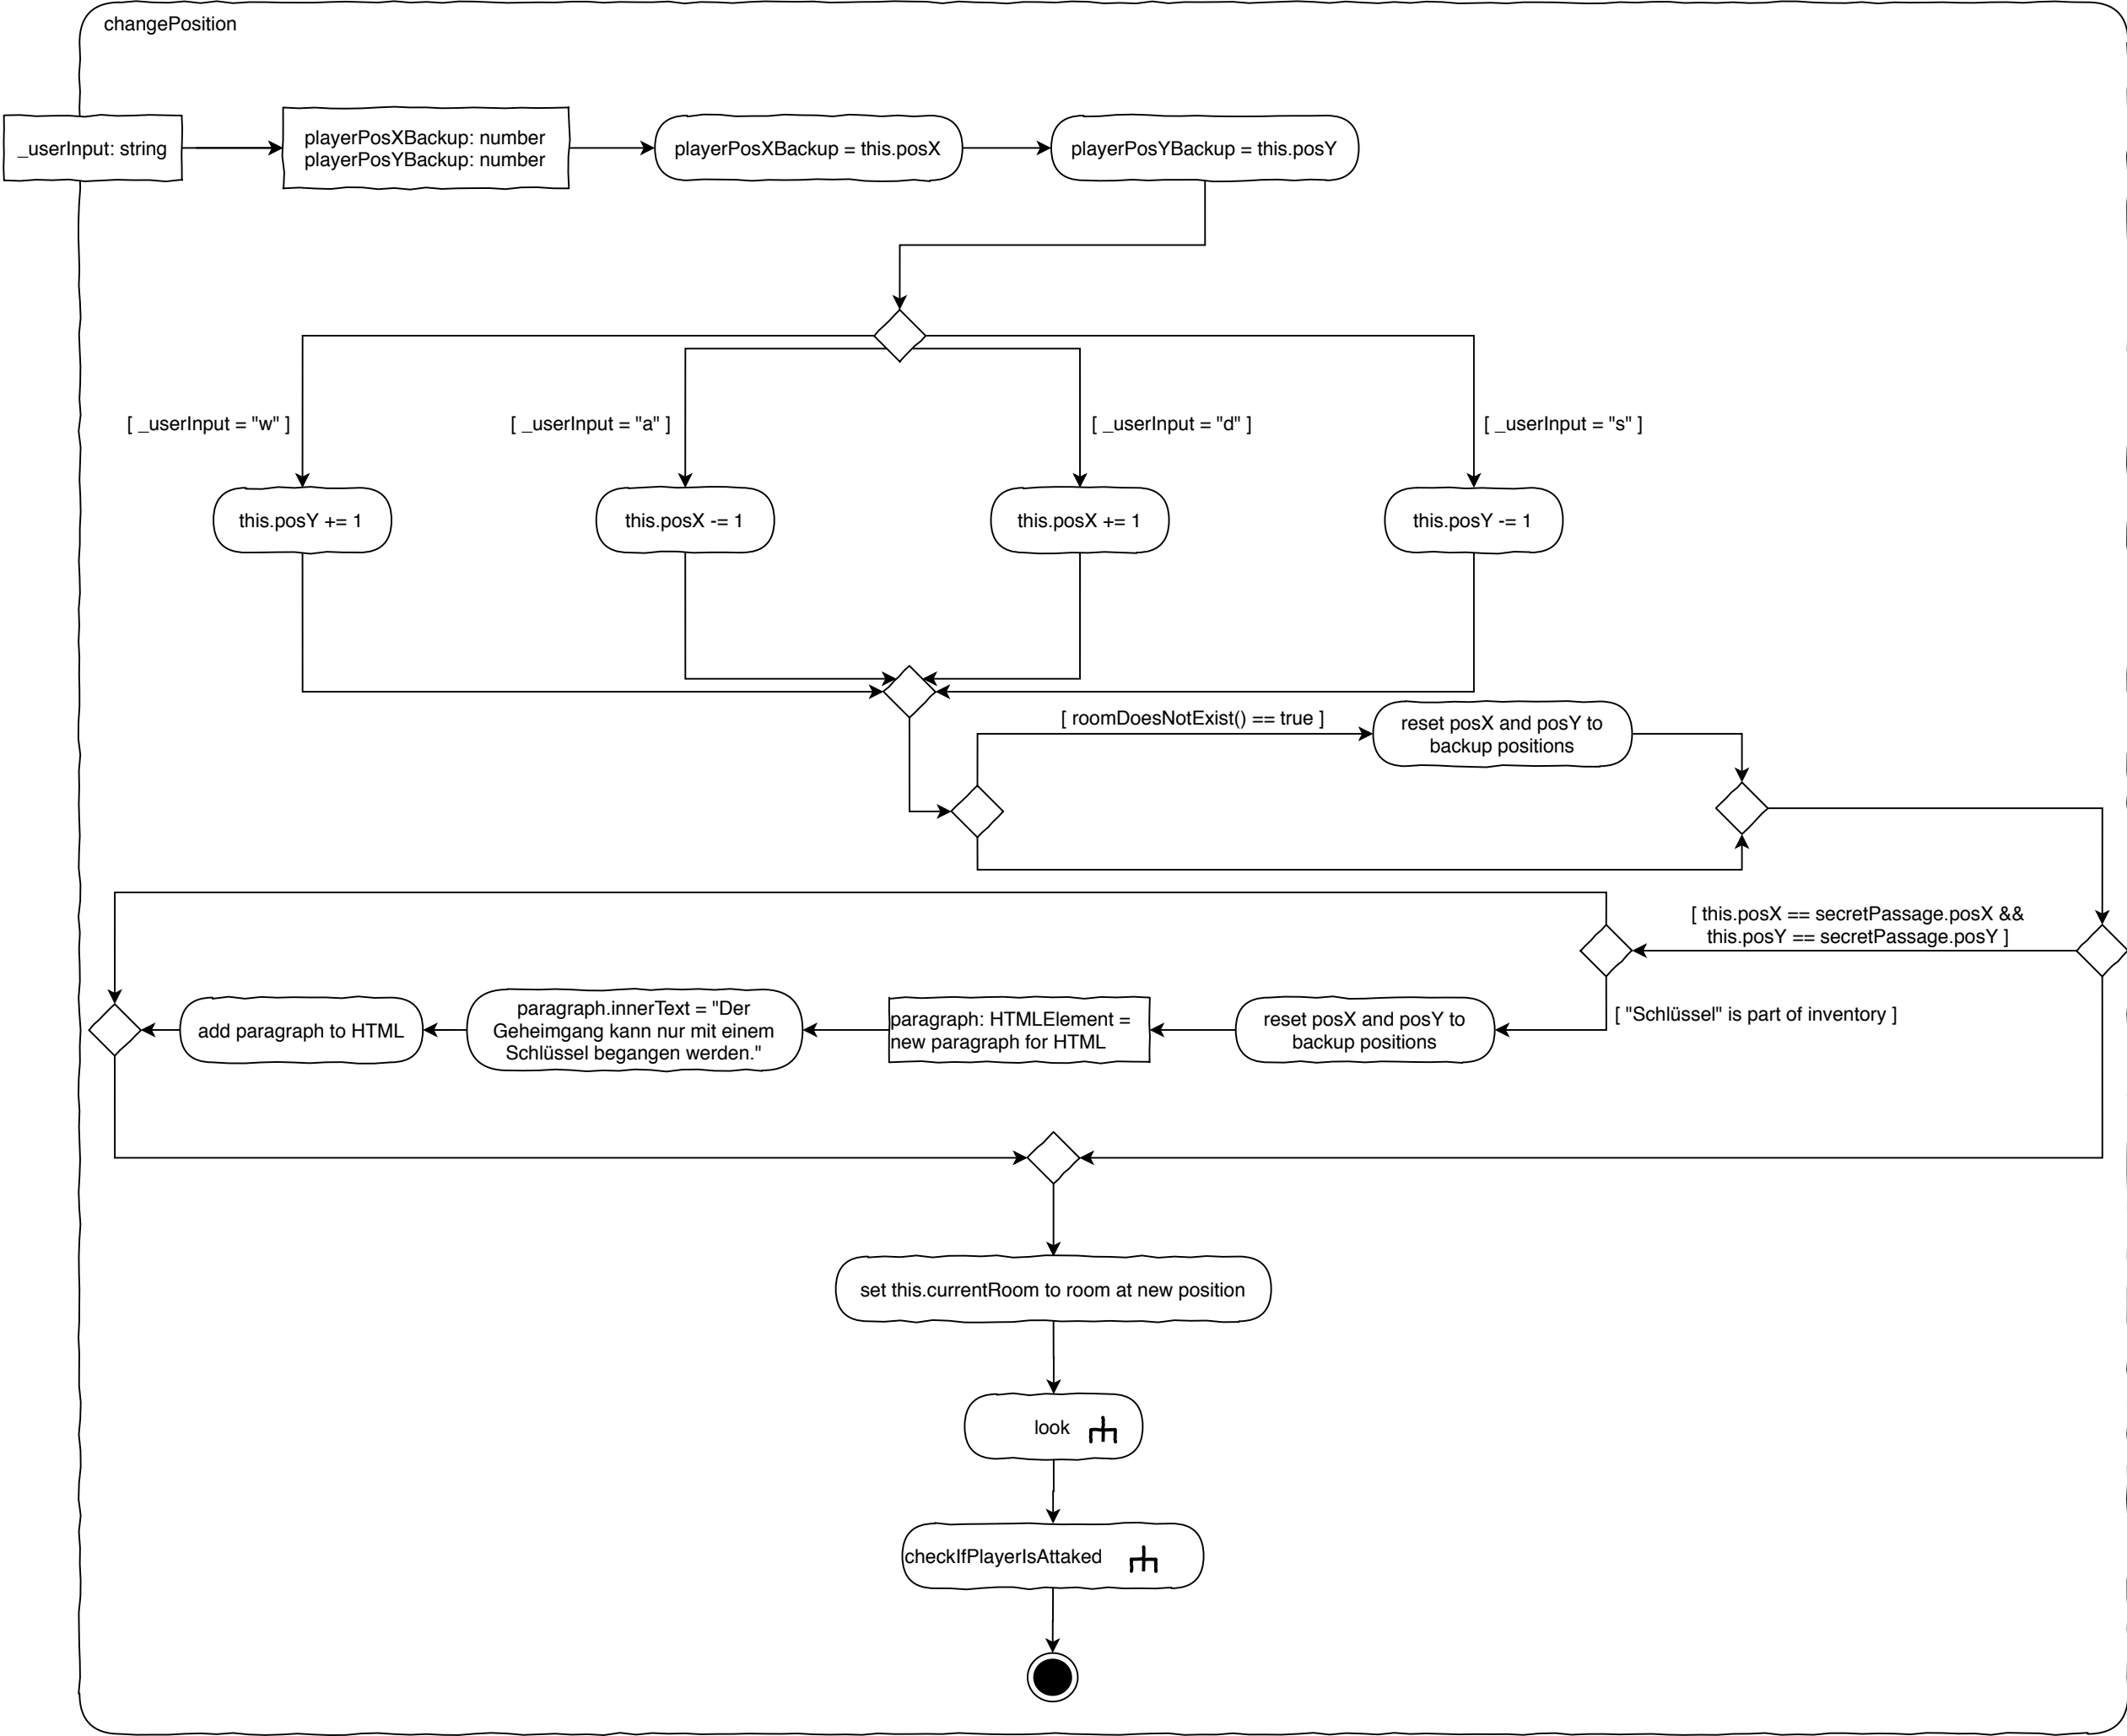 changePosition
_userInput: string
playerPosXBackup: number
playerPosYBackup: number
playerPosXBackup = this.posX
playerPosYBackup = this.posY
[ _userInput = "w" ]
[ _userInput = "a" ]
[ _userInput = "d" ]
[ _userInput = "s" ]
this.posY += 1
this.posX -= 1
this.posX += 1
this.posY -= 1
[ roomDoesNotExist() == true ]
reset posX and posY to
backup positions
[ this.posX == secretPassage.posX &&
this.posY == secretPassage.posY ]
[ "Schlüssel" is part of inventory ]
reset posX and posY to
backup positions
paragraph: HTMLElement =
new paragraph for HTML
paragraph.innerText = "Der
Geheimgang kann nur mit einem
Schlüssel begangen werden."
add paragraph to HTML
set this.currentRoom to room at new position
look
checkIfPlayerIsAttaked